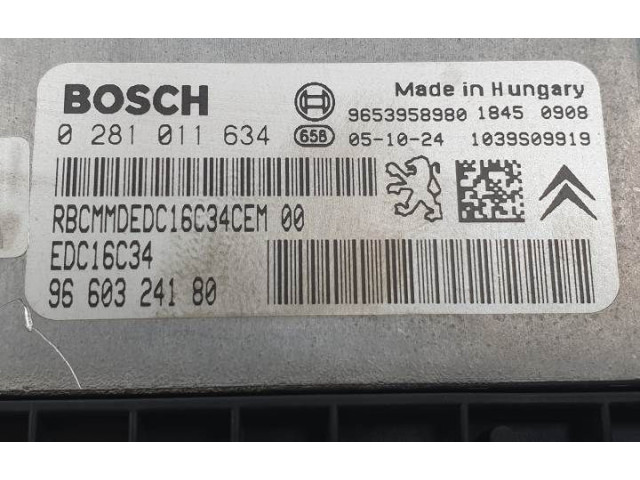 BOSCH
Made in Hungary
9653958980 1845 0908
0 281 011 634
65B 05-10-24 1039S09919
RBCMMDEDC16C34CEM 00
EDC16C34
96 603 241 80